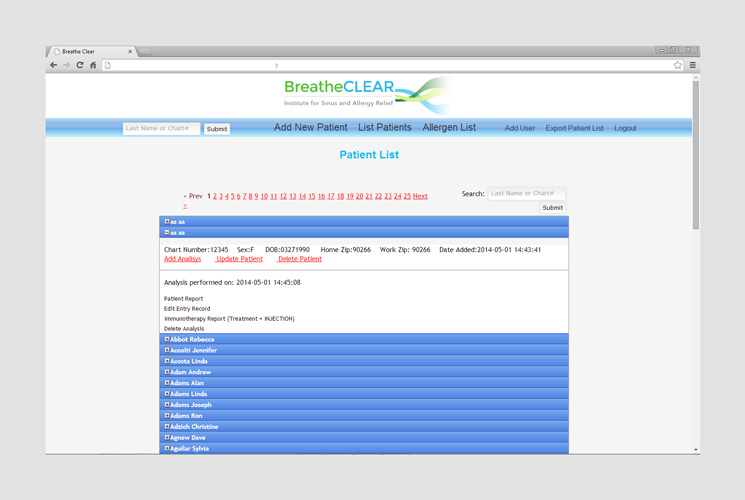 Breathe Clear
BreatheCLEAR
Institute for Sinus and Allergy Relief
Last Name or Chart# Submit Add New Patient List Patients Allergen List Add User Export Patient List Logout
Patient List
« Prev 1 2 3 4 5 6 7 8 9 10 11 12 13 14 15 16 17 18 19 20 21 22 23 24 25 Next
»
Search: Last Name or Chart#
Submit
aa aa
aa aa
Chart Number:12345 Sex:F DOB:03271990 Home Zip:90266 Work Zip: 90266 Date Added:2014-05-01 14:43:41
Add Analisys Update Patient Delete Patient
Analysis performed on: 2014-05-01 14:45:08
Patient Report
Edit Entry Record
Immunotherapy Report (Treatment = INJECTION)
Delete Analysis
Abbot Rebecca
Accolti Jennifer
Acosta Linda
Adam Andrew
Adams Alan
Adams Linda
Adams Joseph
Adams Ron
Adzich Christine
Agnew Dave
Aguilar Sylvia